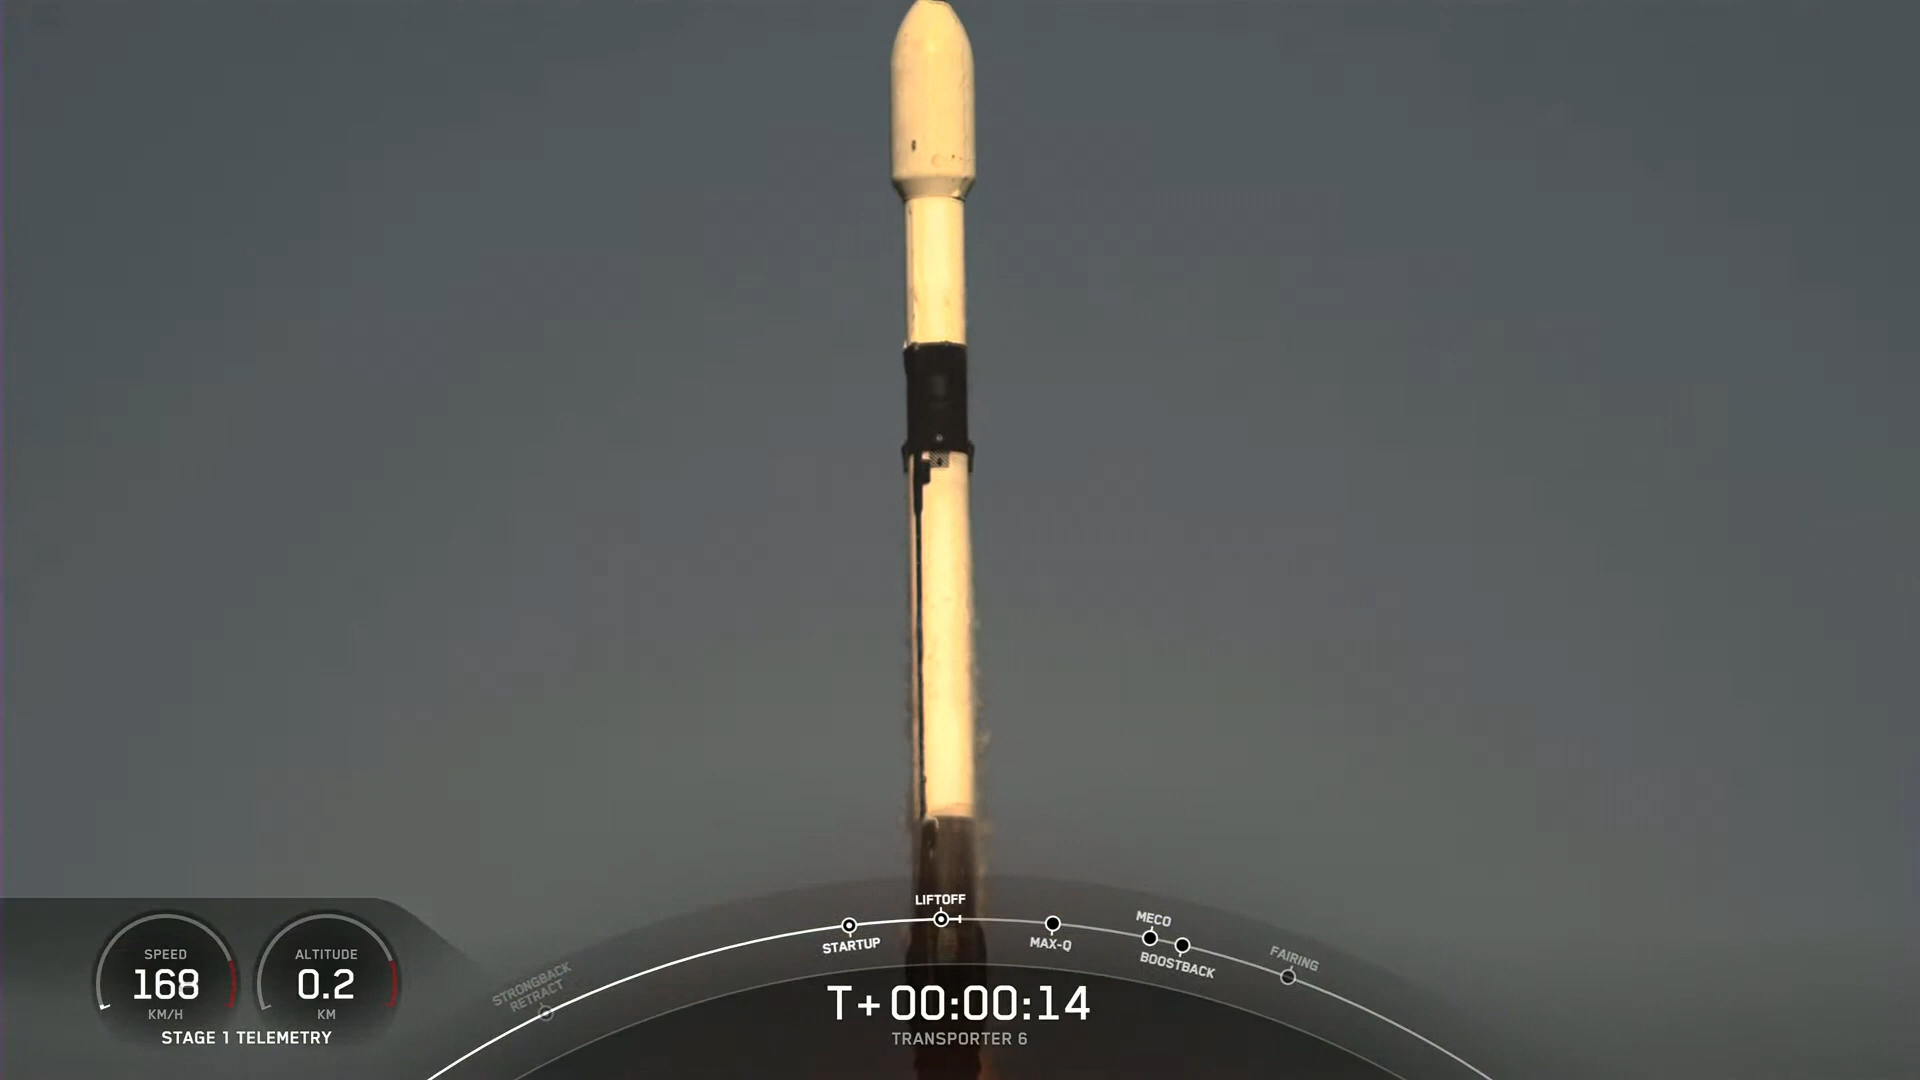 SPEED
168
KM/H
ALTITUDE
0.2
KM
STAGE 1 TELEMETRY
STRONGBACK
RETRACT
STARTUP
LIFTOFF
MAX-Q
MECO
BOOSTBACK
FAIRING
T+00:00:14
TRANSPORTER 6